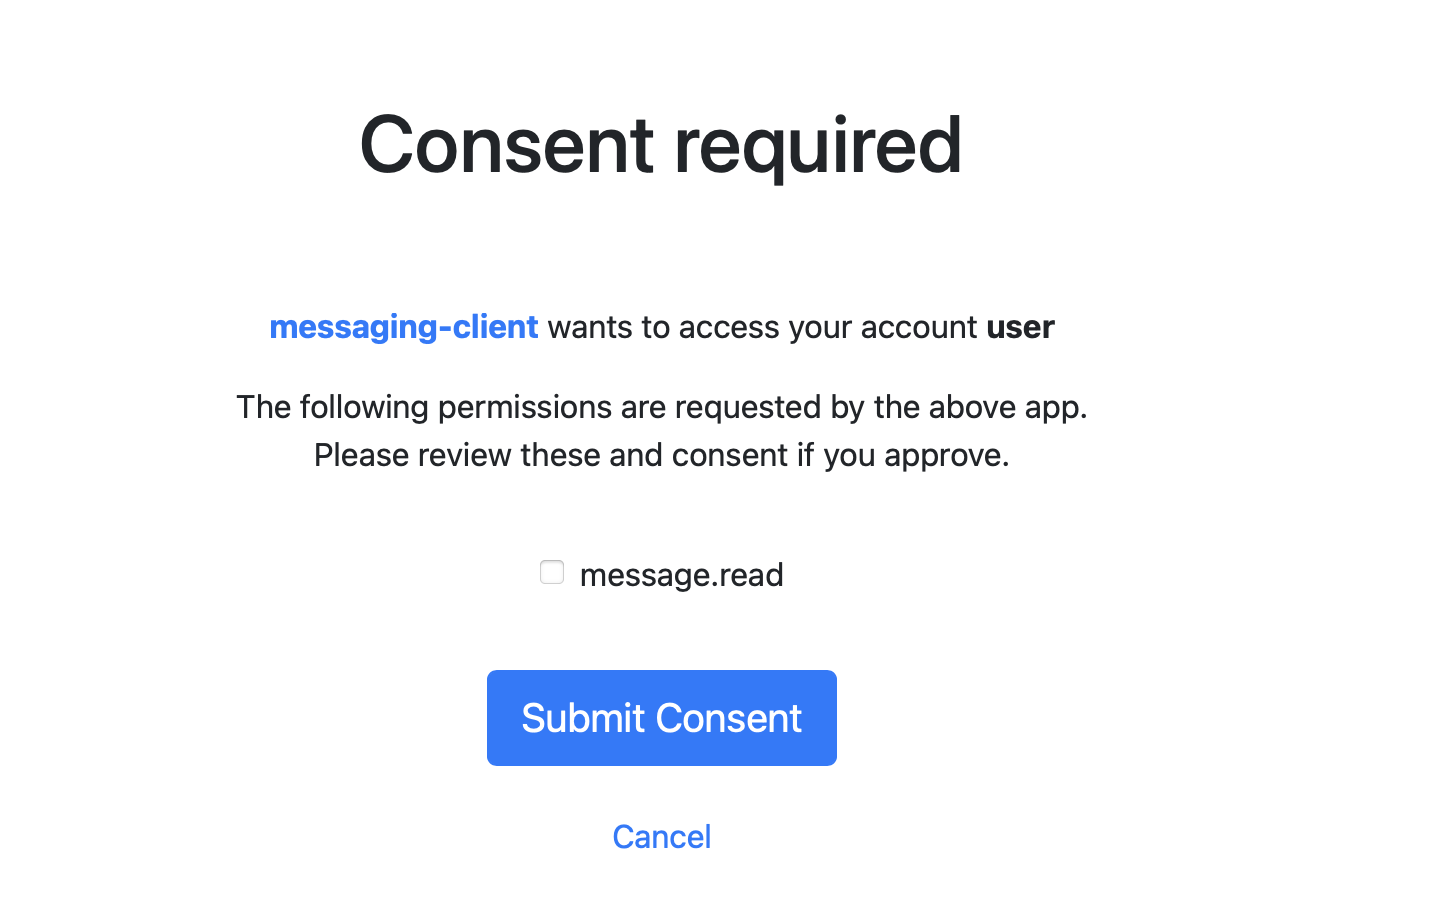 Consent required
messaging-client wants to access your account user
The following permissions are requested by the above app.
Please review these and consent if you approve.
message.read
Submit Consent
Cancel